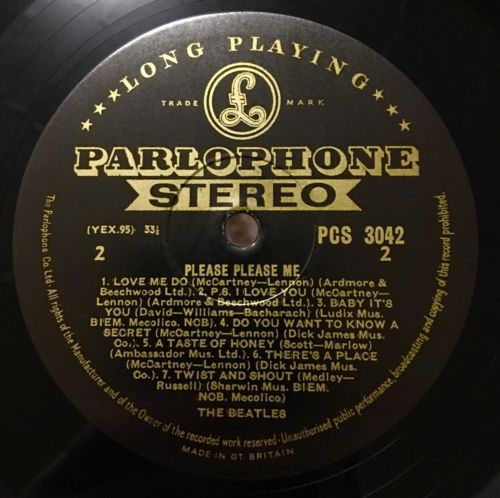 ★★★★LONG PLAYING★★★★
£
TRADE MARK
PARLOPHONE
STEREO
(YEX.95) 33⅓
PCS 3042
2
2
PLEASE PLEASE ME
1. LOVE ME DO (McCartney—Lennon) (Ardmore &
Beechwood Ltd.) 2. P.S. I LOVE YOU (McCartney—
Lennon) (Ardmore & Beechwood Ltd.) 3. BABY IT'S
YOU (David—Williams—Bacharach) (Ludix Mus.
BIEM. Mecolico. NCB). 4. DO YOU WANT TO KNOW A
SECRET (McCartney—Lennon) (Dick James Mus.
Co.). 5. A TASTE OF HONEY (Scott—Marlow)
(Ambassador Mus. Ltd.). 6. THERE'S A PLACE
(McCartney—Lennon) (Dick James Mus.
Co.). 7. TWIST AND SHOUT (Medley—
Russell) (Sherwin Mus. BIEM.
NCB. Mecolico)
THE BEATLES
The Parlophone Co Ltd. All rights of the Manufacturer and of the Owner of the recorded work reserved · Unauthorised public performance, broadcasting and copying of this record prohibited.
MADE IN GT. BRITAIN